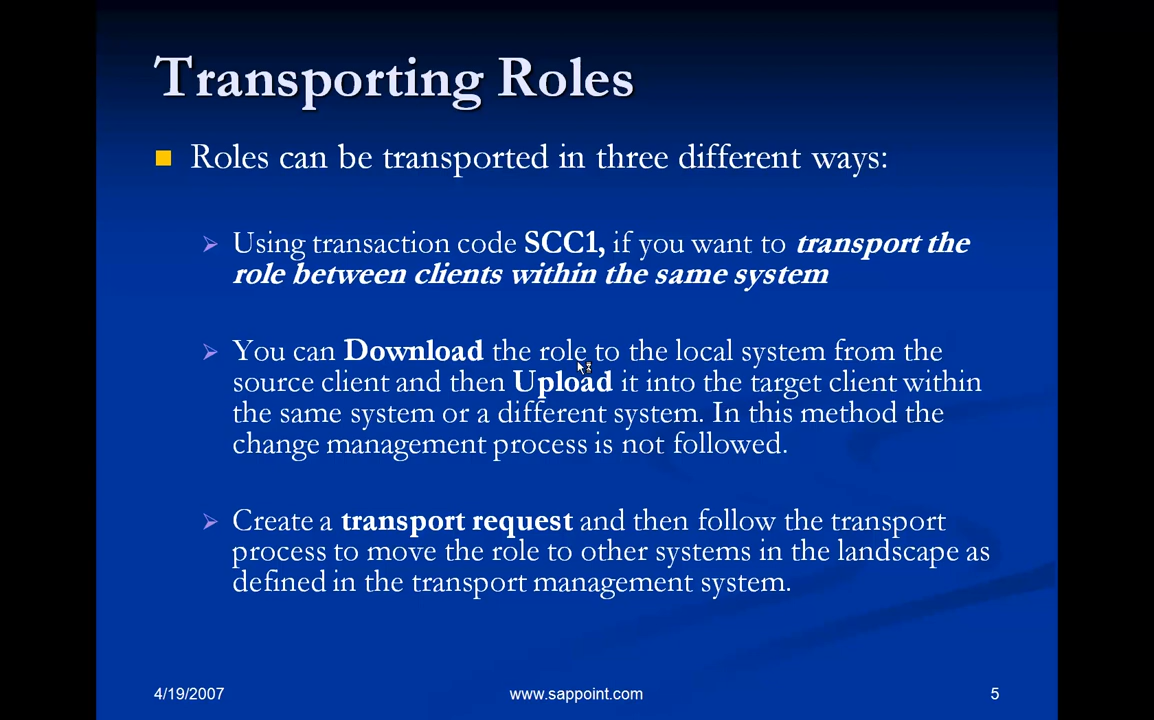 Transporting Roles
Roles can be transported in three different ways:
Using transaction code SCC1, if you want to transport the
role between clients within the same system
You can Download the role to the local system from the
source client and then Upload it into the target client within
the same system or a different system. In this method the
change management process is not followed.
Create a transport request and then follow the transport
process to move the role to other systems in the landscape as
defined in the transport management system.
4/19/2007
www.sappoint.com
5